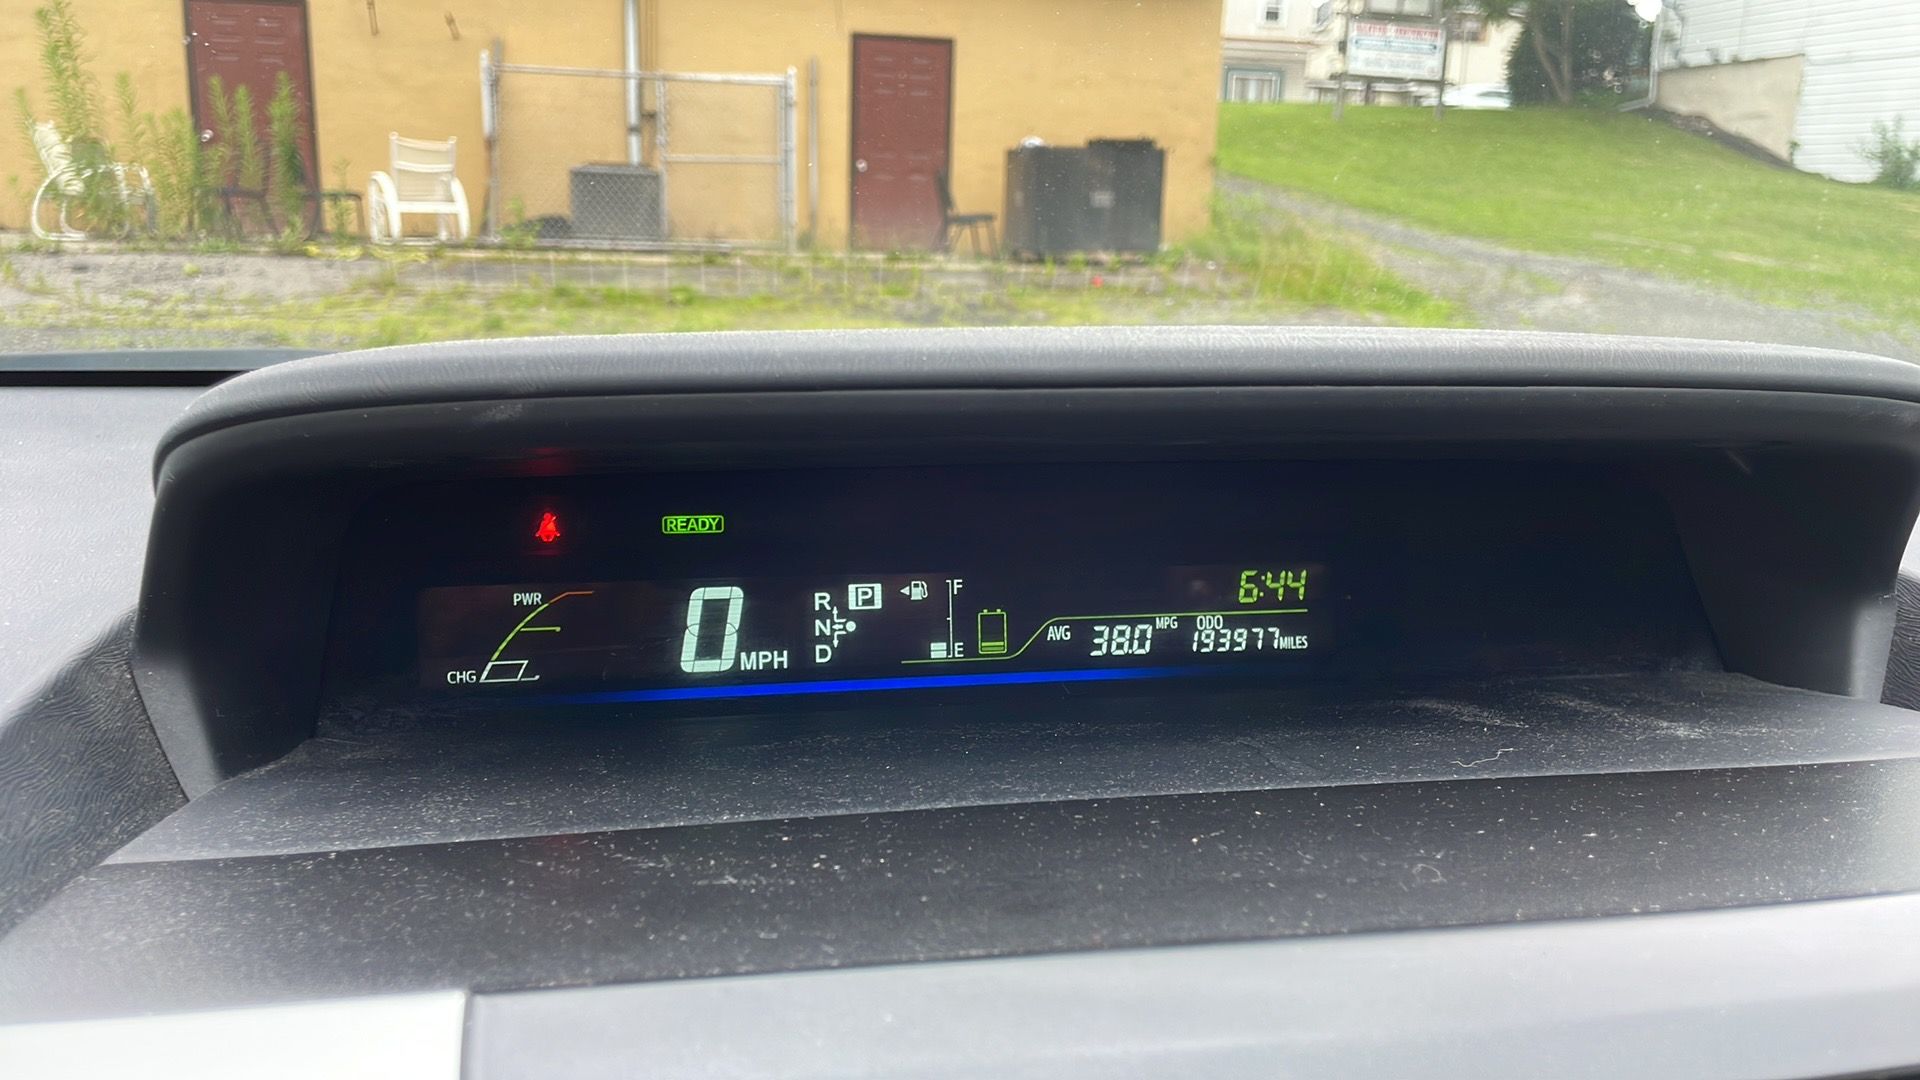 READY
PWR
CHG
0 MPH
R P
N
D
F
E
6:44
AVG 38.0 MPG
ODO 193977 MILES